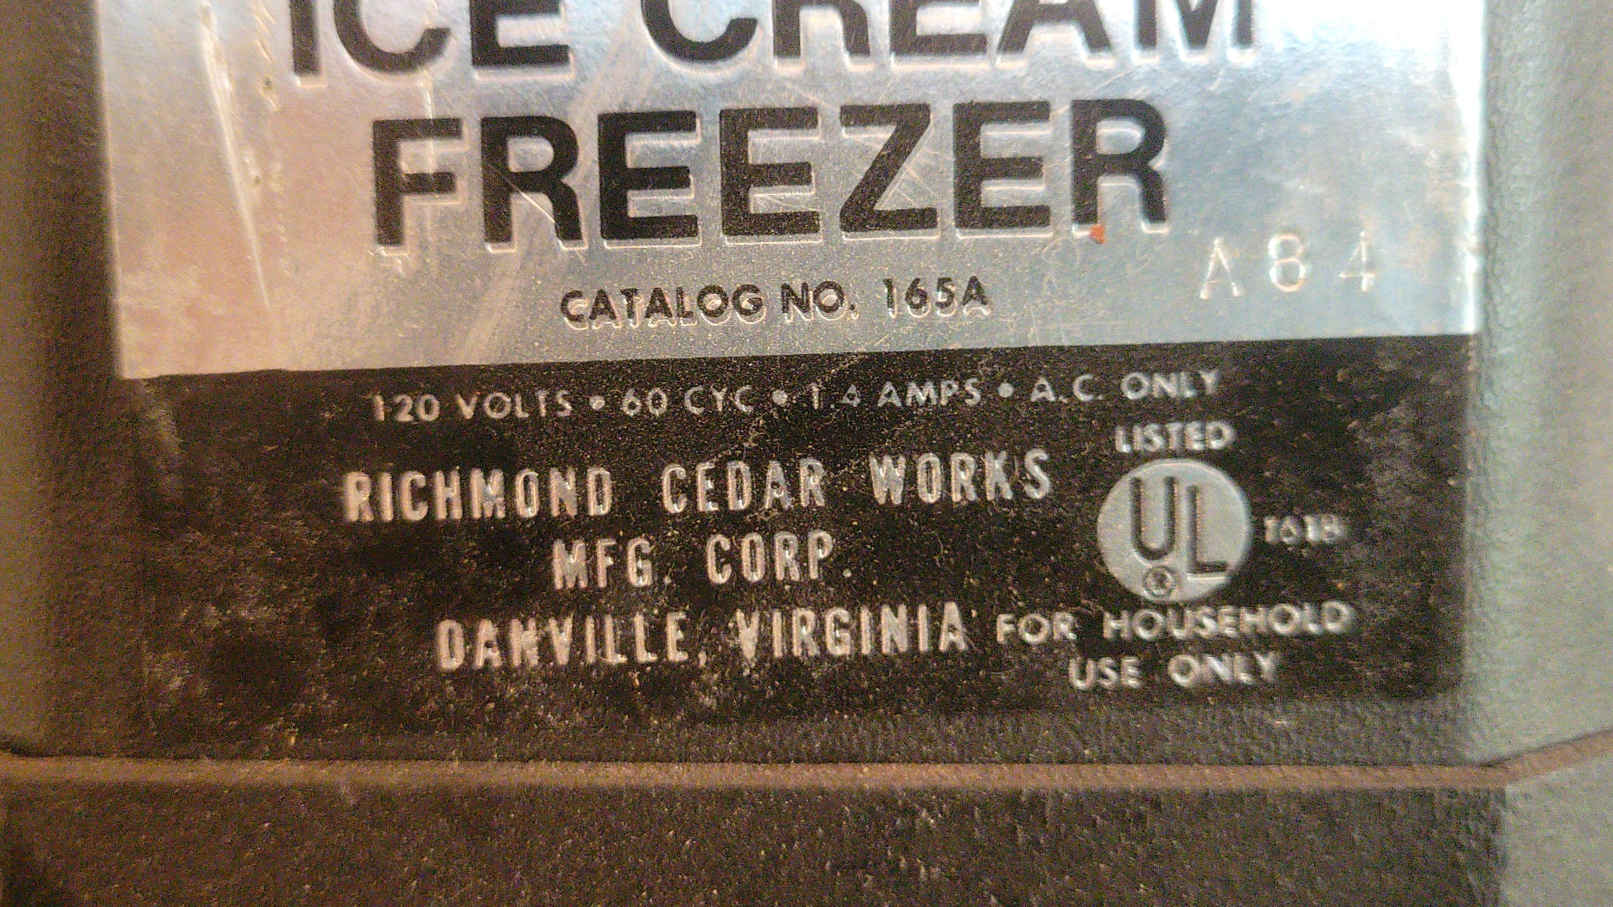 ICE CREAM
FREEZER
A84
CATALOG NO. 165A
120 VOLTS • 60 CYC • 1.4 AMPS • A.C. ONLY
LISTED
RICHMOND CEDAR WORKS
MFG. CORP.
UL
®
161B
DANVILLE, VIRGINIA
FOR HOUSEHOLD
USE ONLY